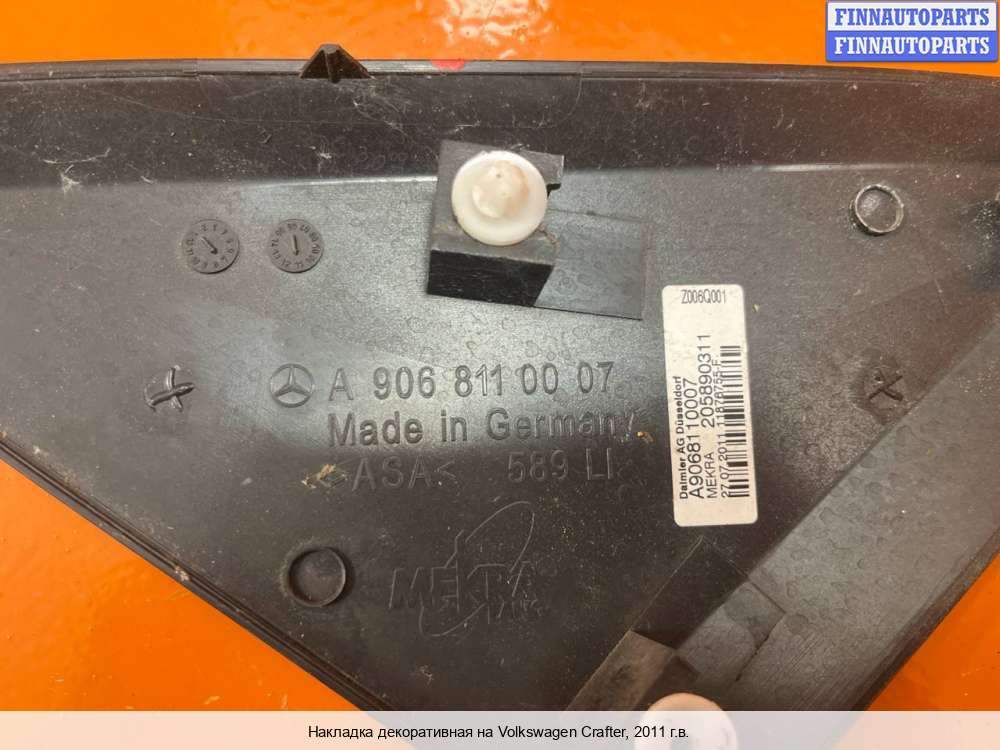 FINNAUTOPARTS
FINNAUTOPARTS
A 906 811 00 07
Made in Germany
>ASA< 589 LI
MEKRA
Z006Q001
Daimler AG Düsseldorf
A9068110007
MEKRA 205890311
27.07.2011 11876755-F
Накладка декоративная на Volkswagen Crafter, 2011 г.в.